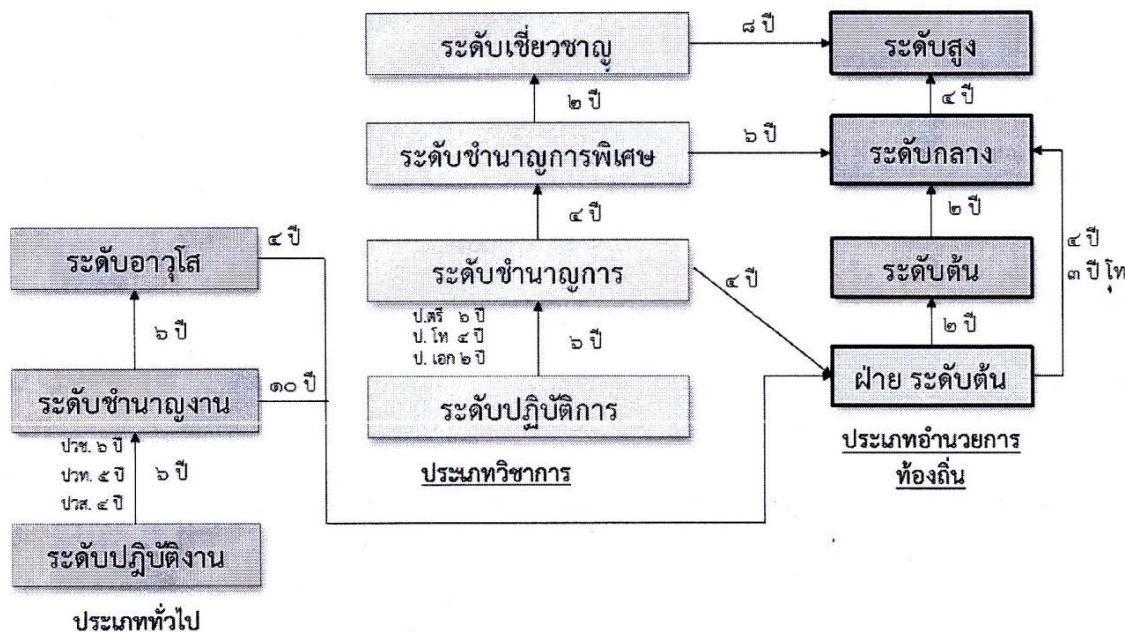 ระดับเชี่ยวชาญ
๘ ปี
ระดับสูง
๒ ปี
๔ ปี
ระดับชำนาญการพิเศษ
๖ ปี
ระดับกลาง
๔ ปี
๒ ปี
ระดับอาวุโส
๔ ปี
ระดับชำนาญการ
๔ ปี
ระดับต้น
๔ ปี
๓ ปี โท
๖ ปี
ป.ตรี ๖ ปี
ป. โท ๔ ปี
ป. เอก ๒ ปี
๖ ปี
๒ ปี
ระดับชำนาญงาน
๑๐ ปี
ระดับปฏิบัติการ
ฝ่าย ระดับต้น
ปวช. ๖ ปี
ปวท. ๕ ปี
ปวส. ๔ ปี
๖ ปี
ประเภทวิชาการ
ประเภทอำนวยการ
ท้องถิ่น
ระดับปฏิบัติงาน
ประเภททั่วไป